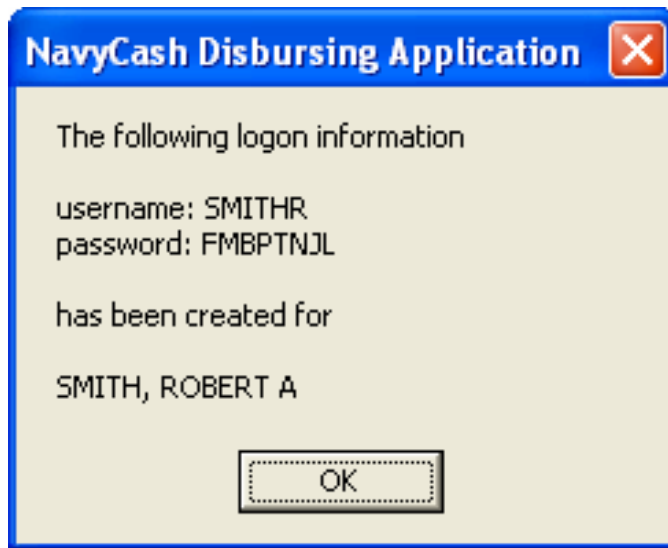 NavyCash Disbursing Application
The following logon information
username: SMITHR
password: FMBPTNJL
has been created for
SMITH, ROBERT A
OK